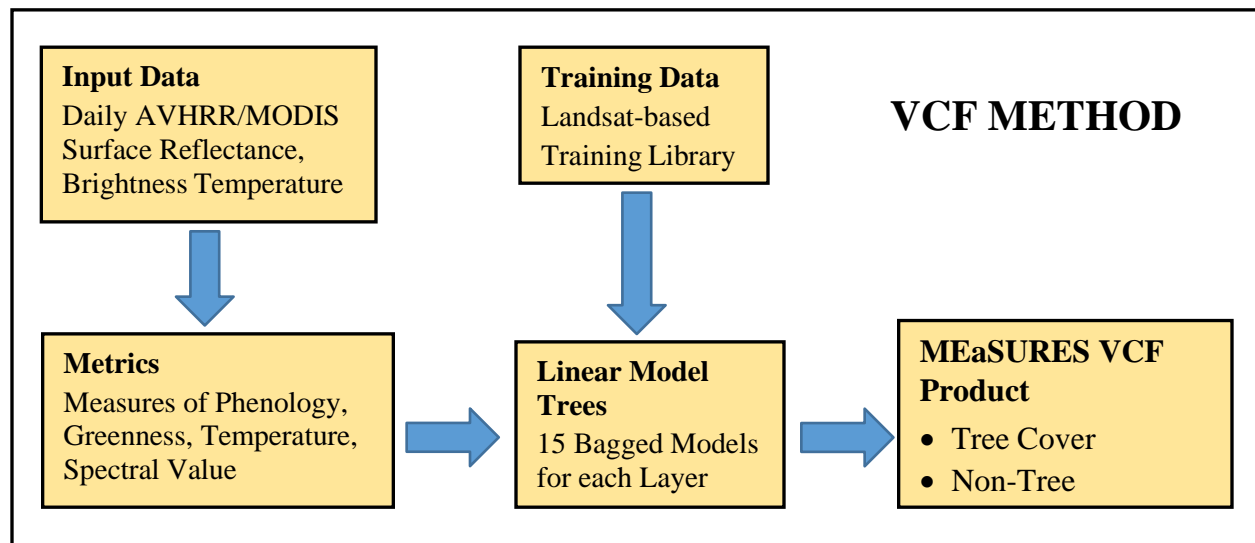 Input Data
Daily AVHRR/MODIS
Surface Reflectance,
Brightness Temperature
Training Data
Landsat-based
Training Library
VCF METHOD
Metrics
Measures of Phenology,
Greenness, Temperature,
Spectral Value
Linear Model
Trees
15 Bagged Models
for each Layer
MEaSURES VCF
Product
• Tree Cover
• Non-Tree